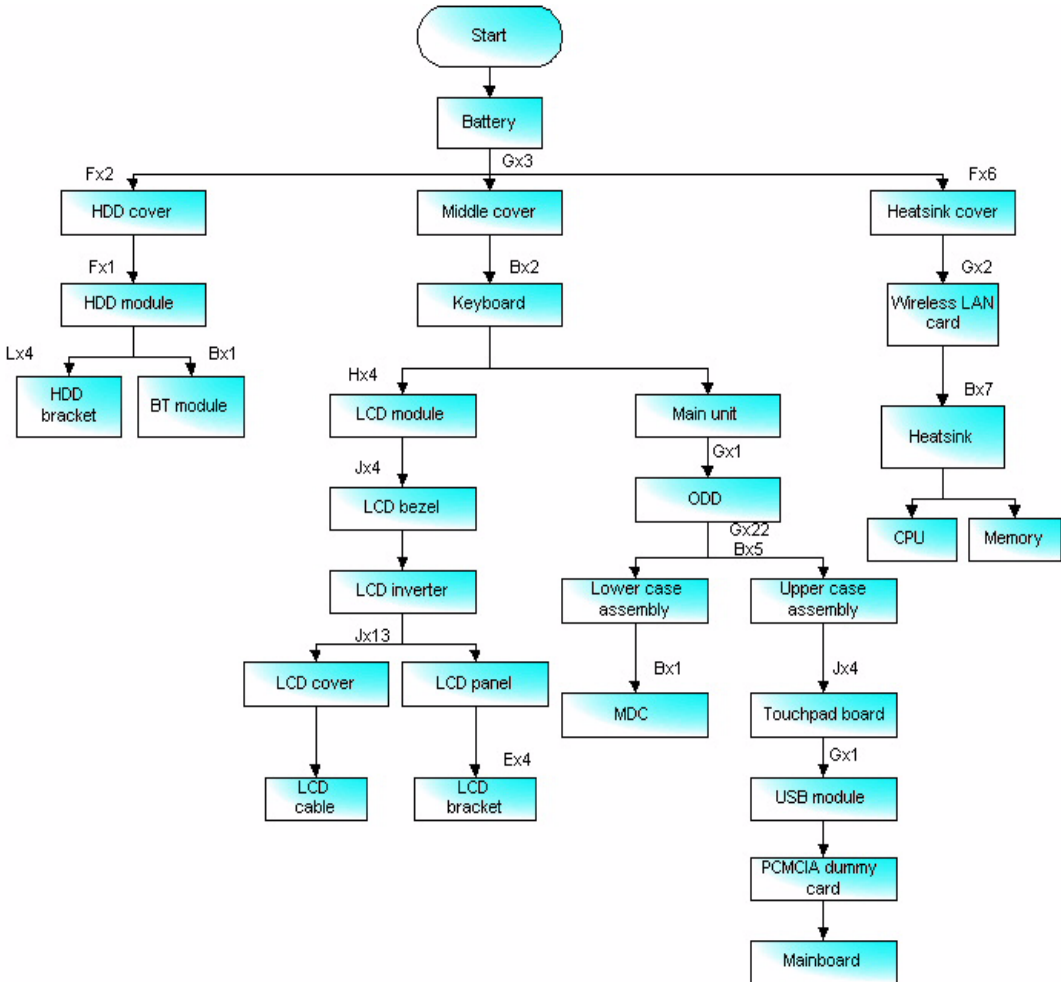 Start
Battery
Gx3
Fx2
Fx6
HDD cover
Middle cover
Heatsink cover
Fx1
Bx2
Gx2
HDD module
Keyboard
Wireless LAN
card
Lx4
Bx1
HDD
bracket
BT module
Hx4
Bx7
LCD module
Main unit
Heatsink
Jx4
Gx1
LCD bezel
ODD
Gx22
Bx5
CPU
Memory
LCD inverter
Lower case
assembly
Upper case
assembly
Jx13
Bx1
Jx4
LCD cover
LCD panel
MDC
Touchpad board
Ex4
Gx1
LCD
cable
LCD
bracket
USB module
PCMCIA dummy
card
Mainboard